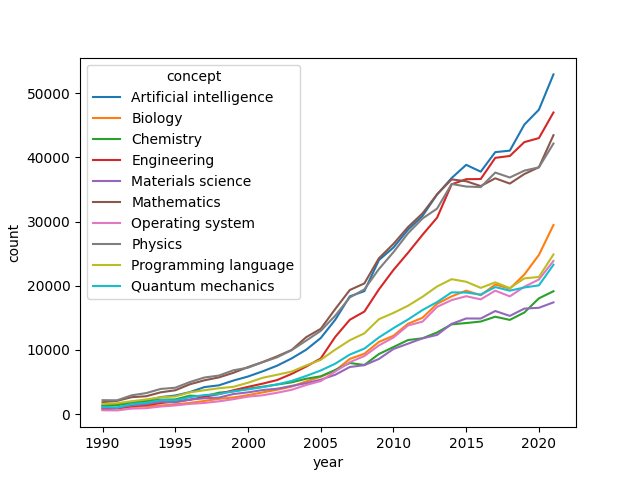 concept
Artificial intelligence
Biology
Chemistry
Engineering
Materials science
Mathematics
Operating system
Physics
Programming language
Quantum mechanics
50000
40000
30000
20000
10000
0
count
1990
1995
2000
2005
2010
2015
2020
year